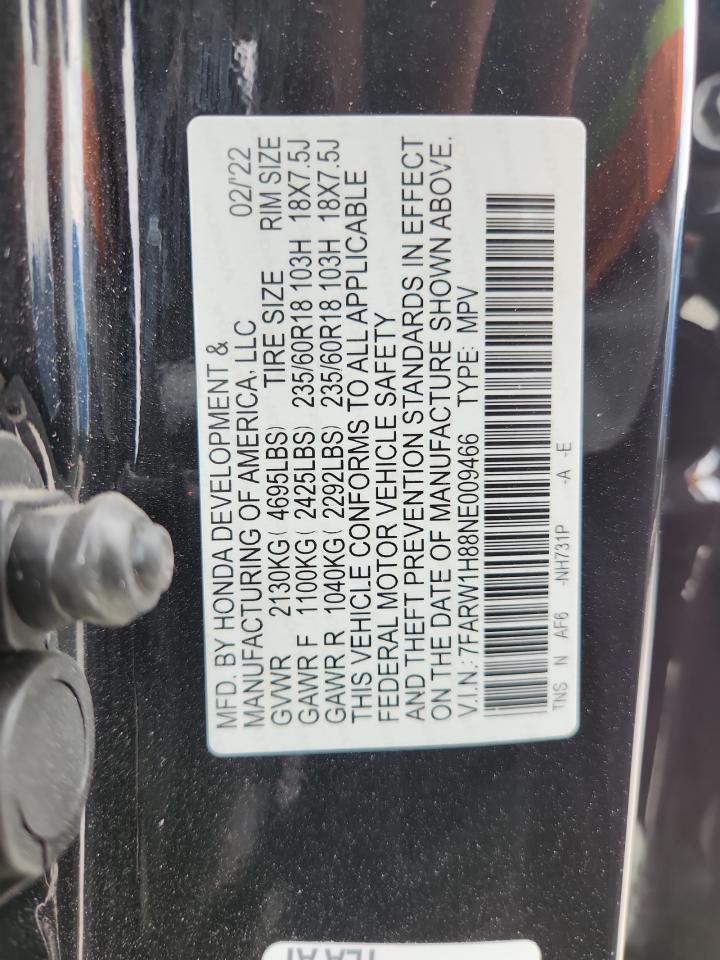 MFD. BY HONDA DEVELOPMENT & 02/'22
MANUFACTURING OF AMERICA, LLC
GVWR 2130KG( 4695LBS) TIRE SIZE RIM SIZE
GAWR F 1100KG( 2425LBS) 235/60R18 103H 18X7.5J
GAWR R 1040KG( 2292LBS) 235/60R18 103H 18X7.5J
THIS VEHICLE CONFORMS TO ALL APPLICABLE
FEDERAL MOTOR VEHICLE SAFETY
AND THEFT PREVENTION STANDARDS IN EFFECT
ON THE DATE OF MANUFACTURE SHOWN ABOVE.
V.I.N.: 7FARW1H88NE009466 TYPE: MPV
TNS N AF6 -NH731P -A -E